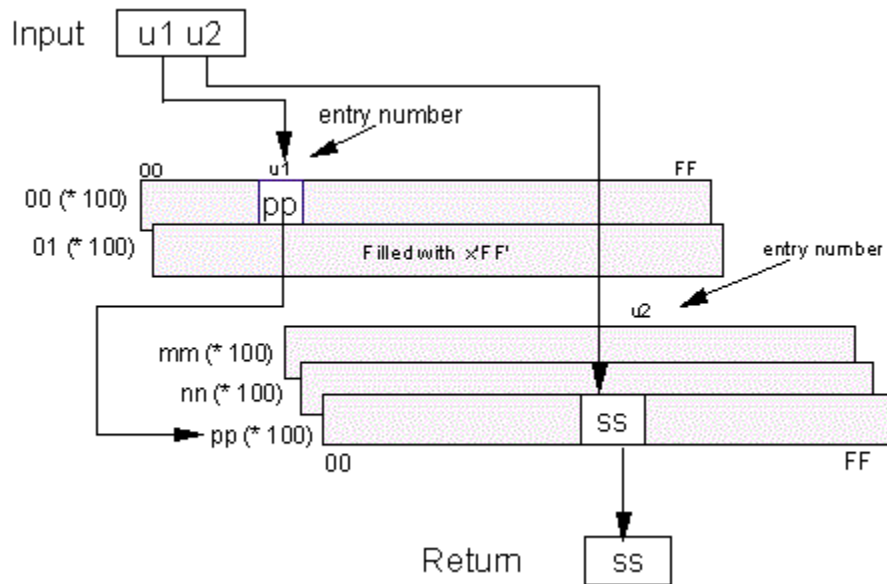 Input u1 u2
entry number
00 u1 FF
00 (* 100) pp
01 (* 100) Filled with x'FF'
entry number
u2
mm (* 100)
nn (* 100)
pp (* 100) ss
00 FF
Return ss